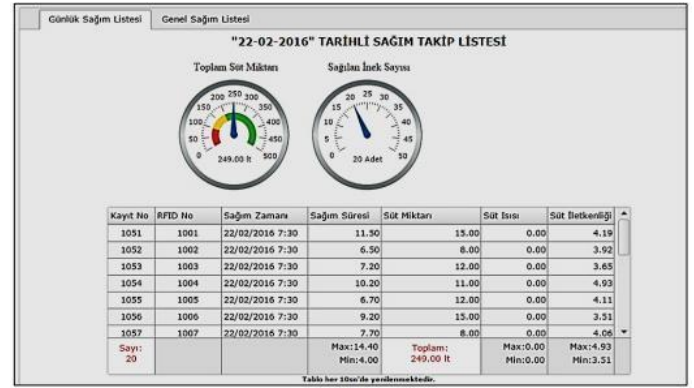 Günlük Sağım Listesi Genel Sağım Listesi
"22-02-2016" TARİHLİ SAĞIM TAKİP LİSTESİ
Toplam Süt Miktarı Sağılan İnek Sayısı
0 50 100 150 200 250 300 350 400 450 500
249.00 lt
0 5 10 15 20 25 30 35 40 45 50
20 Adet
Kayıt No RFID No Sağım Zamanı Sağım Süresi Süt Miktarı Süt Isısı Süt İletkenliği
1051 1001 22/02/2016 7:30 11.50 15.00 0.00 4.19
1052 1002 22/02/2016 7:30 6.50 8.00 0.00 3.92
1053 1003 22/02/2016 7:30 7.20 12.00 0.00 3.65
1054 1004 22/02/2016 7:30 10.20 11.00 0.00 4.93
1055 1005 22/02/2016 7:30 6.70 12.00 0.00 4.11
1056 1006 22/02/2016 7:30 9.20 15.00 0.00 3.51
1057 1007 22/02/2016 7:30 7.70 8.00 0.00 4.06
Sayı: Max:14.40 Toplam: Max:0.00 Max:4.93
20 Min:4.00 249.00 lt Min:0.00 Min:3.51
Tablo her 10sn'de yenilenmektedir.